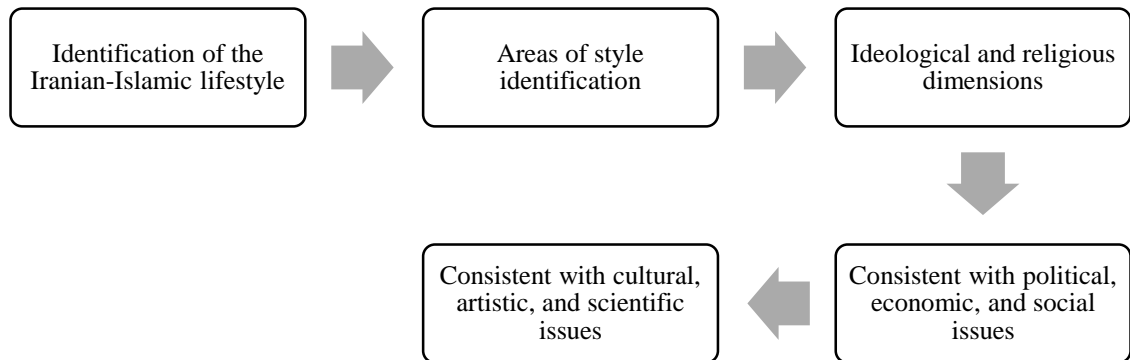 Identification of the
Iranian-Islamic lifestyle
Areas of style
identification
Ideological and religious
dimensions
Consistent with political,
economic, and social
issues
Consistent with cultural,
artistic, and scientific
issues